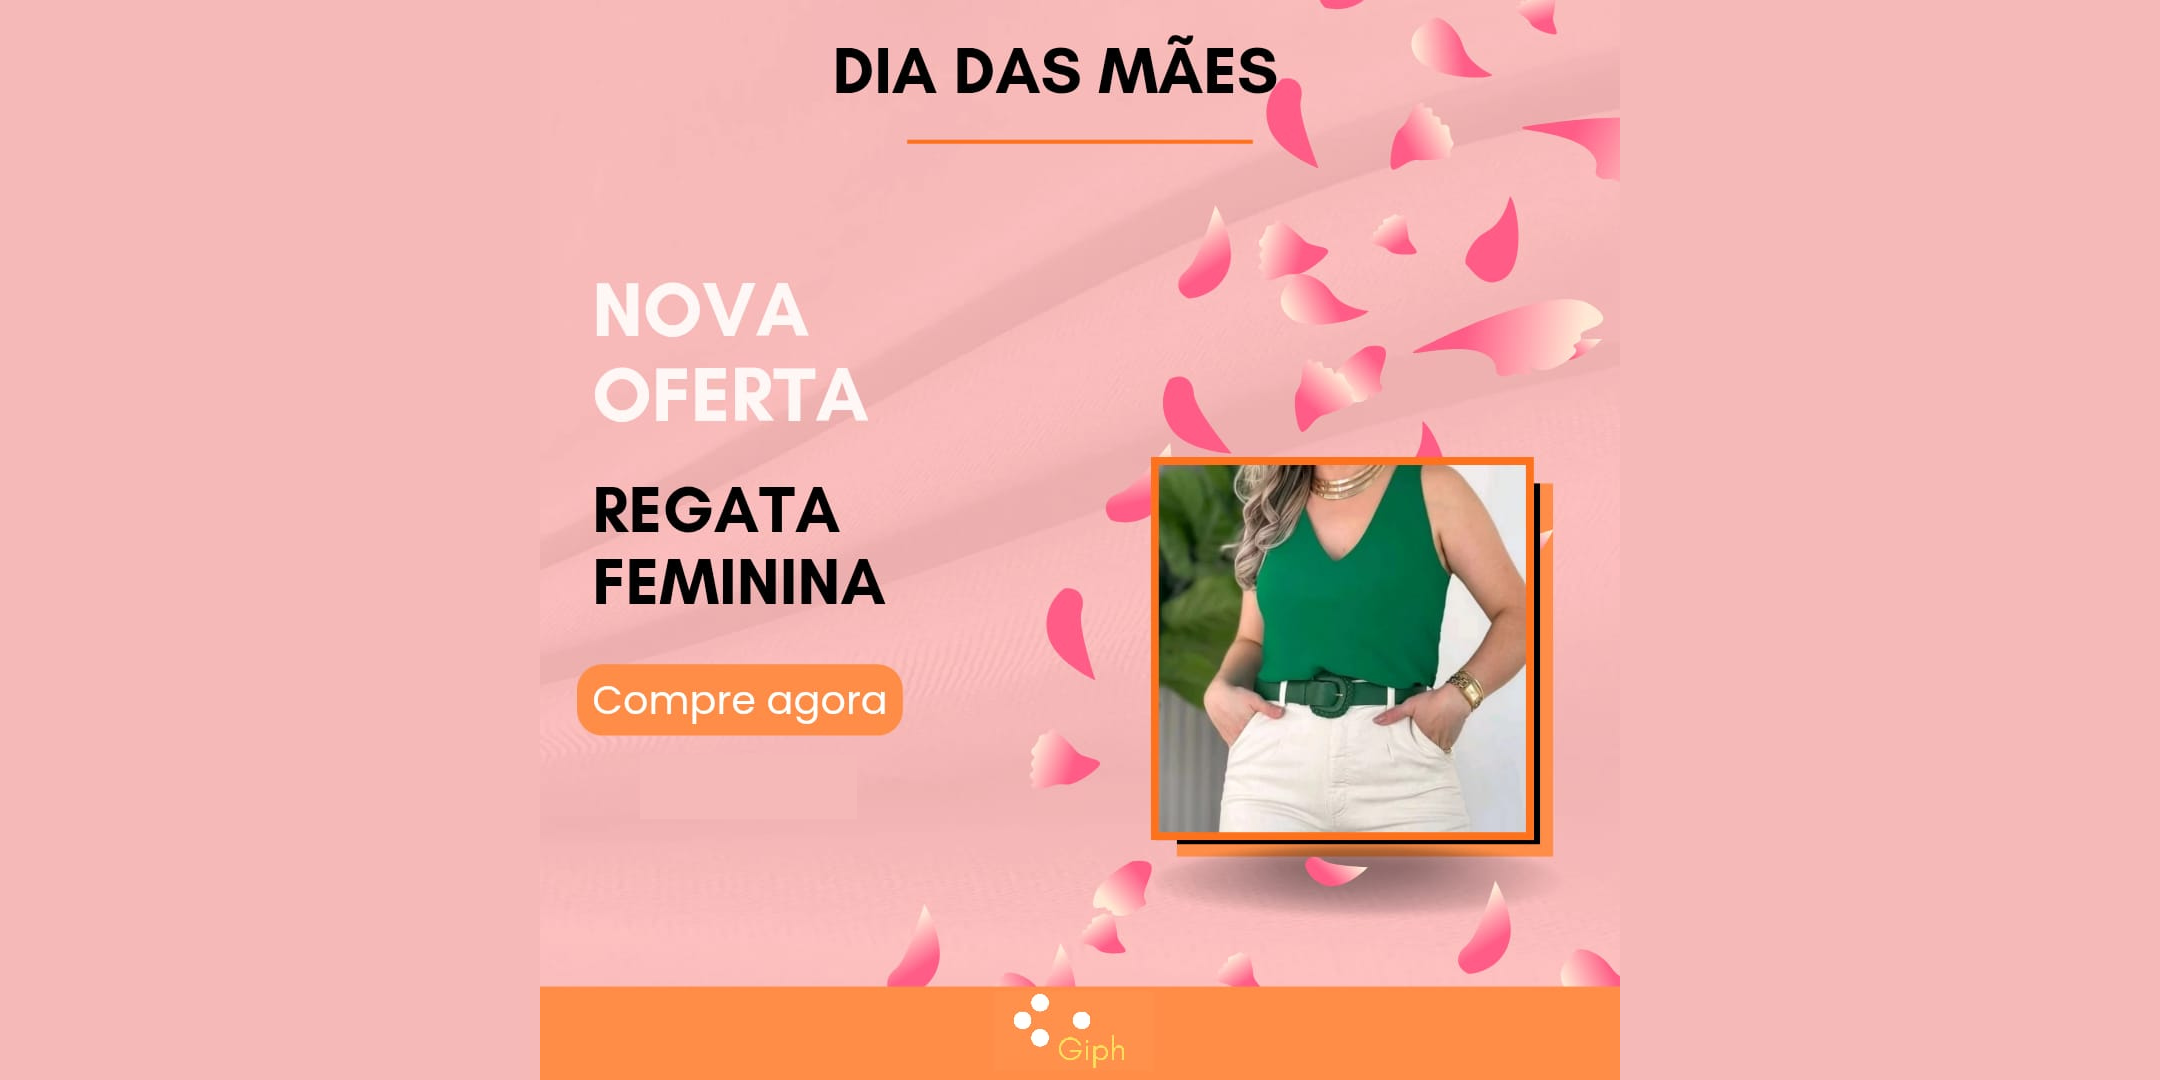 DIA DAS MÃES
NOVA
OFERTA
REGATA
FEMININA
Compre agora
Giph